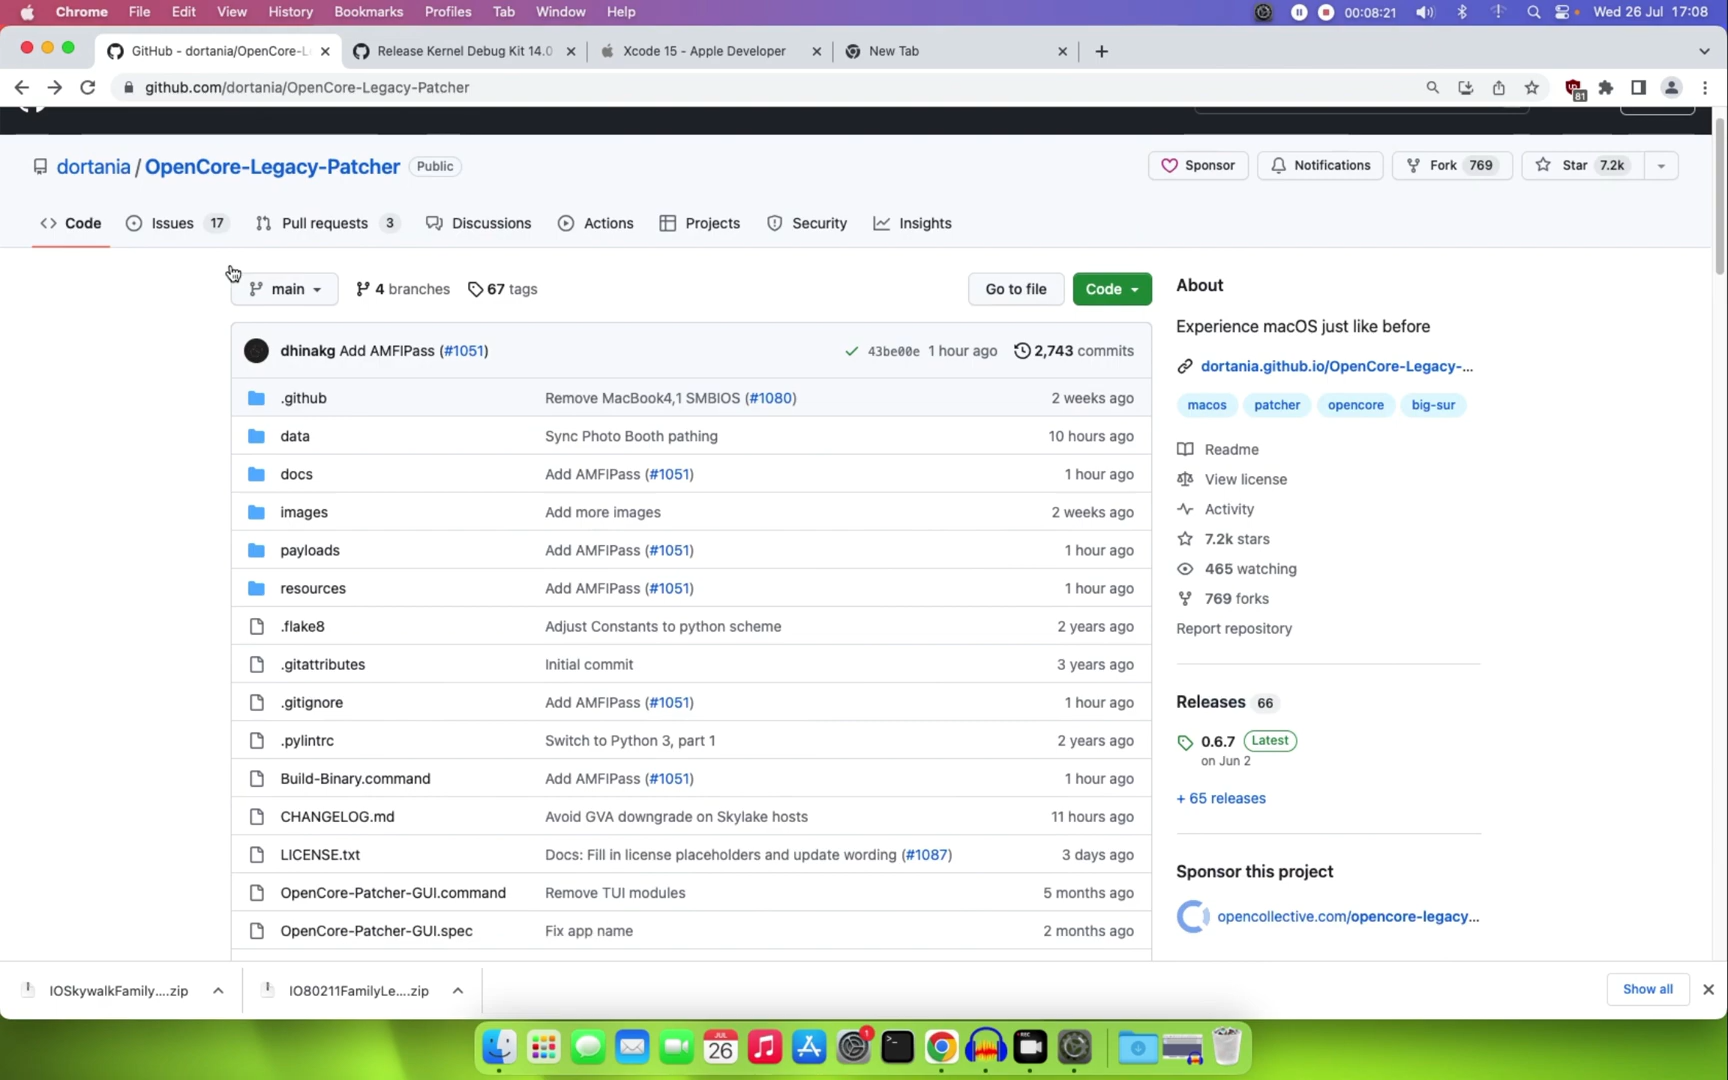 Chrome File Edit View History Bookmarks Profiles Tab Window Help 00:08:21 Wed 26 Jul 17:08
GitHub - dortania/OpenCore-L Release Kernel Debug Kit 14.0 Xcode 15 - Apple Developer New Tab
github.com/dortania/OpenCore-Legacy-Patcher 81
dortania / OpenCore-Legacy-Patcher Public Sponsor Notifications Fork 769 Star 7.2k
Code Issues 17 Pull requests 3 Discussions Actions Projects Security Insights
main 4 branches 67 tags Go to file Code
dhinakg Add AMFIPass (#1051) 43be00e 1 hour ago 2,743 commits
.github Remove MacBook4,1 SMBIOS (#1080) 2 weeks ago
data Sync Photo Booth pathing 10 hours ago
docs Add AMFIPass (#1051) 1 hour ago
images Add more images 2 weeks ago
payloads Add AMFIPass (#1051) 1 hour ago
resources Add AMFIPass (#1051) 1 hour ago
.flake8 Adjust Constants to python scheme 2 years ago
.gitattributes Initial commit 3 years ago
.gitignore Add AMFIPass (#1051) 1 hour ago
.pylintrc Switch to Python 3, part 1 2 years ago
Build-Binary.command Add AMFIPass (#1051) 1 hour ago
CHANGELOG.md Avoid GVA downgrade on Skylake hosts 11 hours ago
LICENSE.txt Docs: Fill in license placeholders and update wording (#1087) 3 days ago
OpenCore-Patcher-GUI.command Remove TUI modules 5 months ago
OpenCore-Patcher-GUI.spec Fix app name 2 months ago
About
Experience macOS just like before
dortania.github.io/OpenCore-Legacy-...
macos patcher opencore big-sur
Readme
View license
Activity
7.2k stars
465 watching
769 forks
Report repository
Releases 66
0.6.7 Latest
on Jun 2
+ 65 releases
Sponsor this project
opencollective.com/opencore-legacy...
IOSkywalkFamily....zip IO80211FamilyLe....zip Show all
JUL
26
1
REC